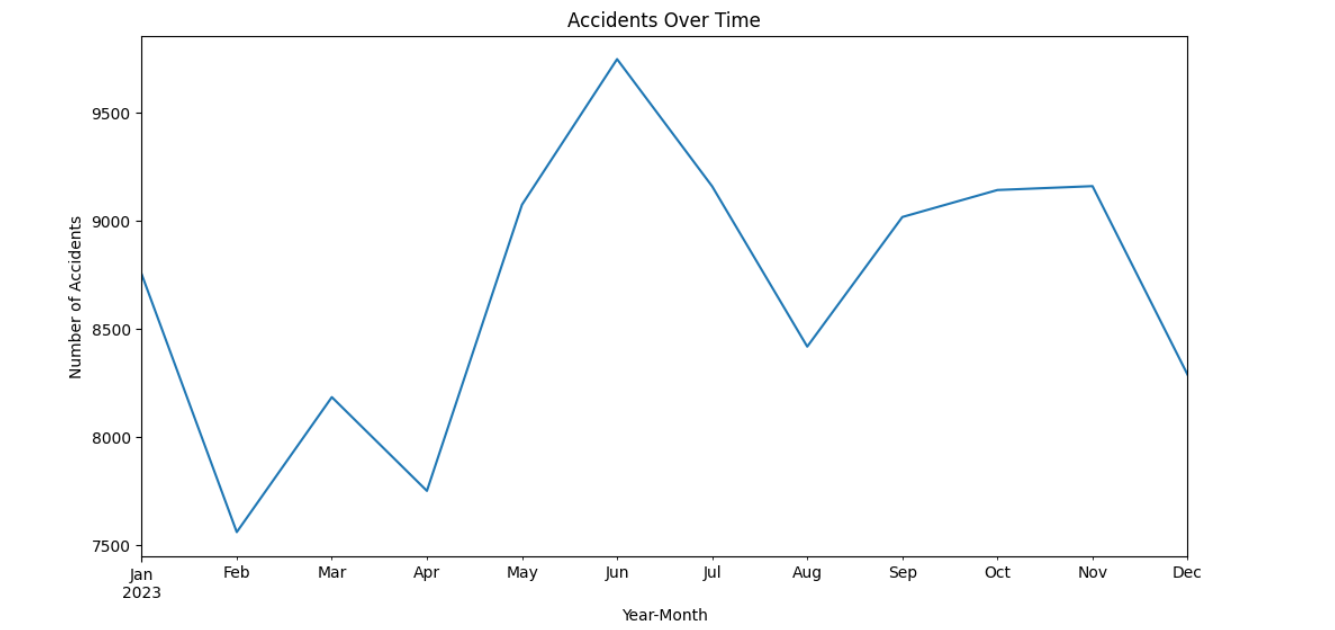 Accidents Over Time
9500
9000
8500
8000
7500
Number of Accidents
Jan Feb Mar Apr May Jun Jul Aug Sep Oct Nov Dec
2023
Year-Month